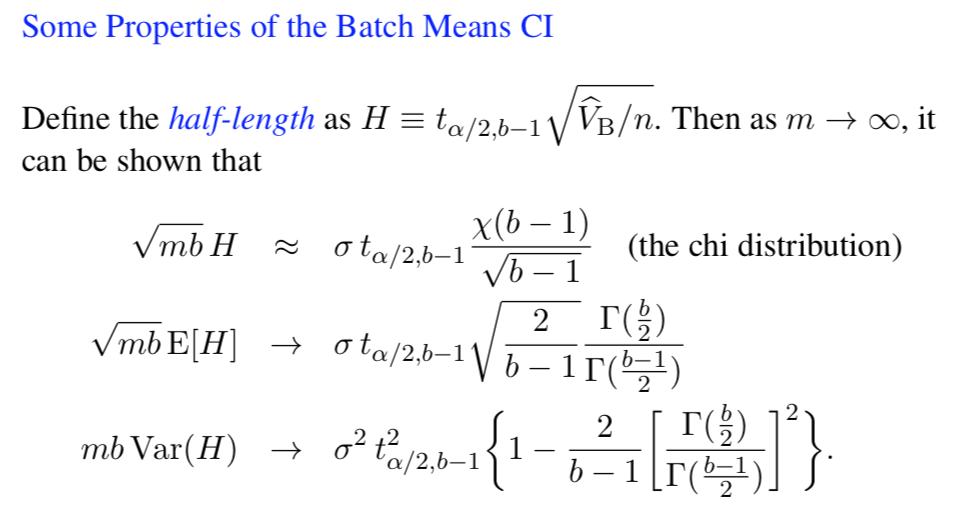 Some Properties of the Batch Means CI
Define the half-length as $H \equiv t_{\alpha/2,b-1}\sqrt{\widehat{V}_{\mathrm{B}}/n}$. Then as $m \to \infty$, it
can be shown that
$\sqrt{mb}\, H \approx \sigma\, t_{\alpha/2,b-1} \frac{\chi(b-1)}{\sqrt{b-1}}$ (the chi distribution)
$\sqrt{mb}\, \mathrm{E}[H] \to \sigma\, t_{\alpha/2,b-1} \sqrt{\frac{2}{b-1}} \frac{\Gamma(\frac{b}{2})}{\Gamma(\frac{b-1}{2})}$
$mb\, \mathrm{Var}(H) \to \sigma^2\, t^2_{\alpha/2,b-1} \left\{ 1 - \frac{2}{b-1} \left[ \frac{\Gamma(\frac{b}{2})}{\Gamma(\frac{b-1}{2})} \right]^2 \right\}.$